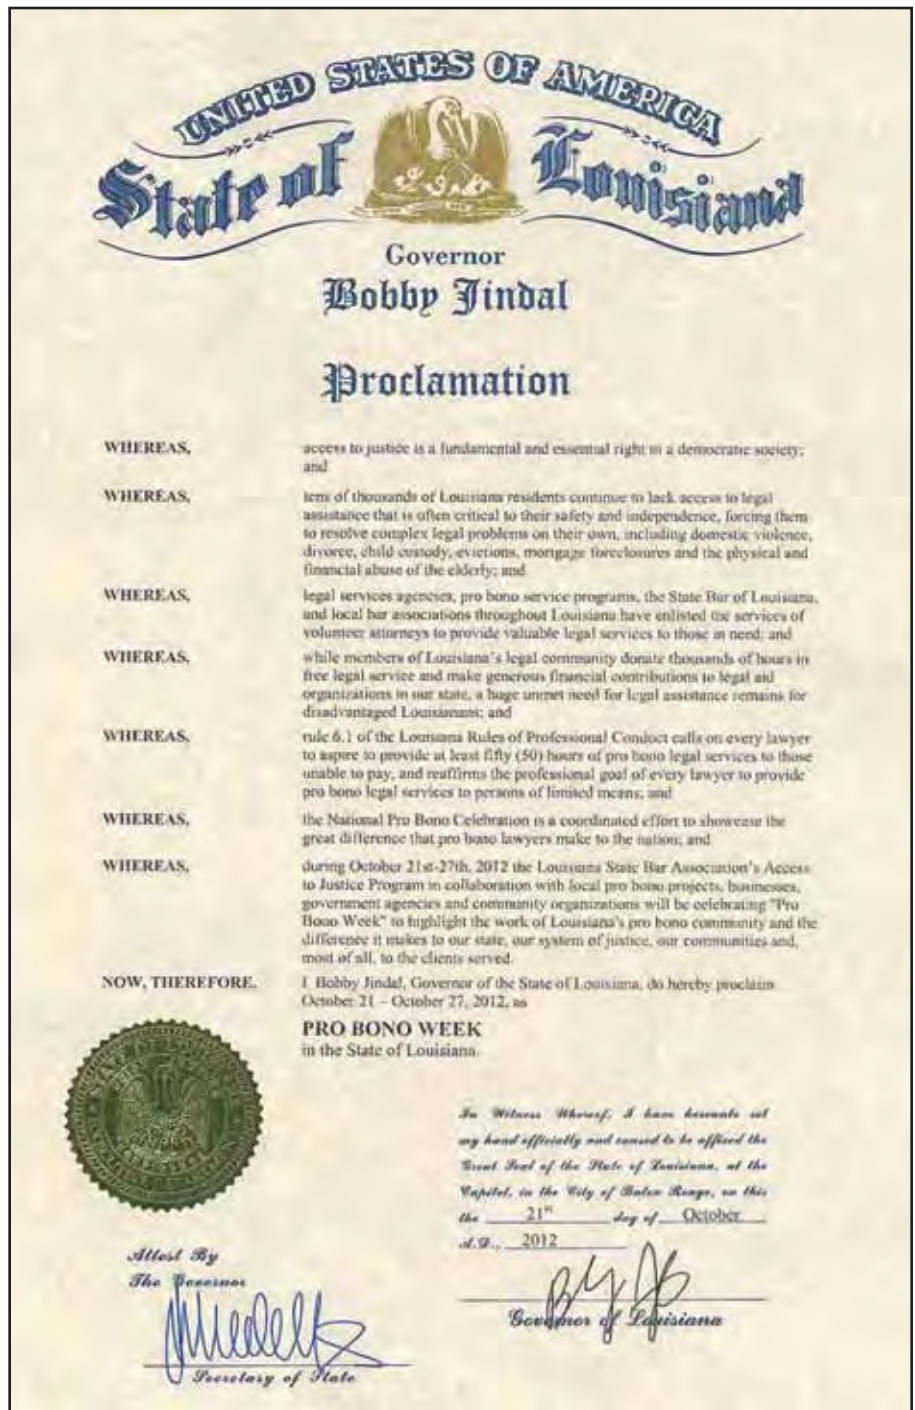 UNITED STATES OF AMERICA
State of Louisiana
Governor
Bobby Jindal
Proclamation
WHEREAS, access to justice is a fundamental and essential right in a democratic society;
and
WHEREAS, tens of thousands of Louisiana residents continue to lack access to legal
assistance that is often critical to their safety and independence, forcing them
to resolve complex legal problems on their own, including domestic violence,
divorce, child custody, evictions, mortgage foreclosures and the physical and
financial abuse of the elderly; and
WHEREAS, legal services agencies, pro bono service programs, the State Bar of Louisiana,
and local bar associations throughout Louisiana have enlisted the services of
volunteer attorneys to provide valuable legal services to those in need; and
WHEREAS, while members of Louisiana's legal community donate thousands of hours in
free legal service and make generous financial contributions to legal aid
organizations in our state, a huge unmet need for legal assistance remains for
disadvantaged Louisianans; and
WHEREAS, rule 6.1 of the Louisiana Rules of Professional Conduct calls on every lawyer
to aspire to provide at least fifty (50) hours of pro bono legal services to those
unable to pay, and reaffirms the professional goal of every lawyer to provide
pro bono legal services to persons of limited means; and
WHEREAS, the National Pro Bono Celebration is a coordinated effort to showcase the
great difference that pro bono lawyers make to the nation; and
WHEREAS, during October 21st-27th, 2012 the Louisiana State Bar Association's Access
to Justice Program in collaboration with local pro bono projects, businesses,
government agencies and community organizations will be celebrating "Pro
Bono Week" to highlight the work of Louisiana's pro bono community and the
difference it makes to our state, our system of justice, our communities and,
most of all, to the clients served.
NOW, THEREFORE, I, Bobby Jindal, Governor of the State of Louisiana, do hereby proclaim
October 21 – October 27, 2012, as
PRO BONO WEEK
in the State of Louisiana.
In Witness Whereof, I have hereunto set
my hand officially and caused to be affixed the
Great Seal of the State of Louisiana, at the
Capitol, in the City of Baton Rouge, on this
the 21st day of October
A.D., 2012
Governor of Louisiana
Attest By
The Governor
Secretary of State